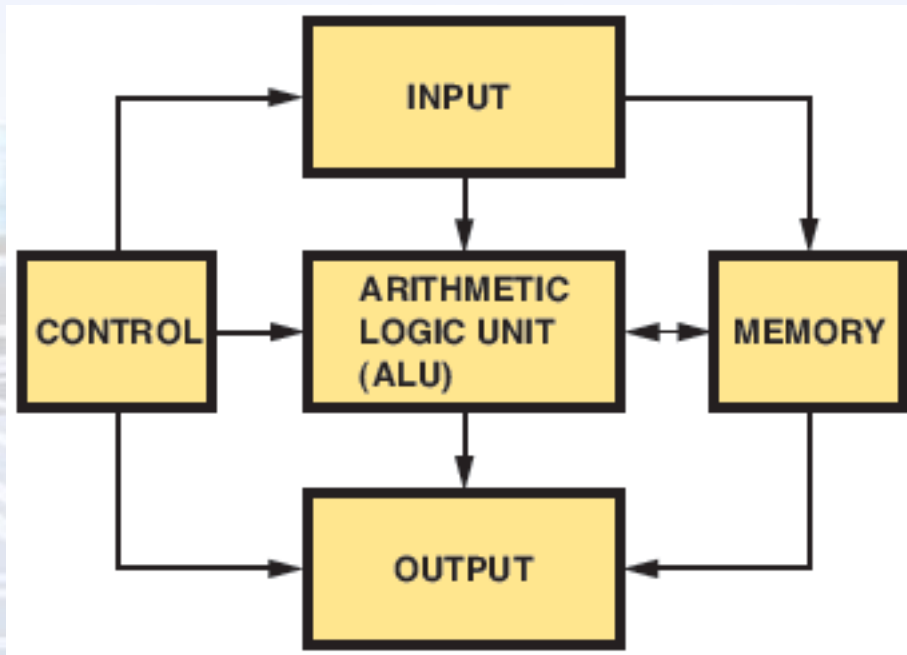 INPUT
CONTROL
ARITHMETIC
LOGIC UNIT
(ALU)
MEMORY
OUTPUT